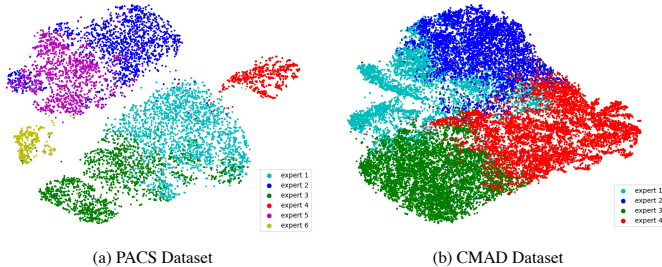 expert 1
expert 2
expert 3
expert 4
expert 5
expert 6
expert 1
expert 2
expert 3
expert 4
(a) PACS Dataset
(b) CMAD Dataset